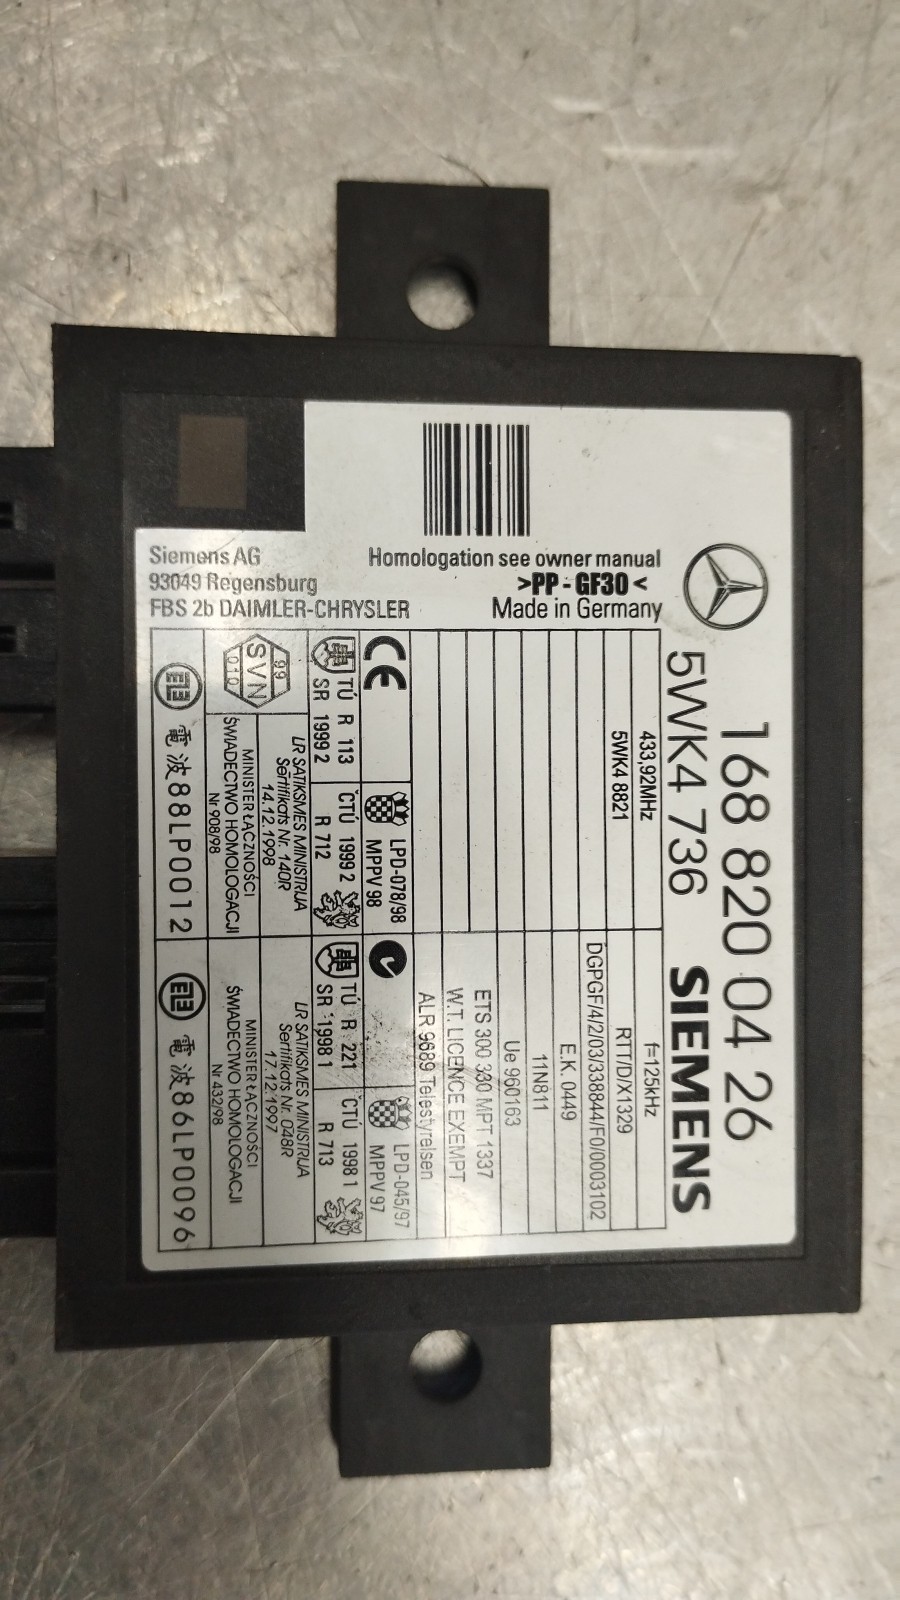 168 820 04 26
5WK4 736 SIEMENS
Homologation see owner manual
>PP - GF30<
Made in Germany
Siemens AG
93049 Regensburg
FBS 2b DAIMLER-CHRYSLER
433,92MHz f=125kHz
5WK4 8821 RTT/D/X1329
DGPGF/4/2/03/338844/F0/0003102
E.K. 0449
11N811
Ue 960163
ETS 300 330 MPT 1337
W.T. LICENCE EXEMPT
ALR 9689 Telestyrelsen
CE LPD-078/98 LPD-045/97
MPPV 98 MPPV 97
TÚ R 113 ČTÚ 1999 2 TÚ R 221 ČTÚ 1998 1
SR 1999 2 R 712 SR 1998 1 R 713
99
SVN
010
LR SATIKSMES MINISTRIJA
Sertifikats Nr. 140R
14.12.1998
LR SATIKSMES MINISTRIJA
Sertifikats Nr. 048R
17.12.1997
MINISTER ŁĄCZNOŚCI
ŚWIADECTWO HOMOLOGACJI
Nr 908/98
MINISTER ŁĄCZNOŚCI
ŚWIADECTWO HOMOLOGACJI
Nr 432/98
電波88LP0012 電波86LP0096